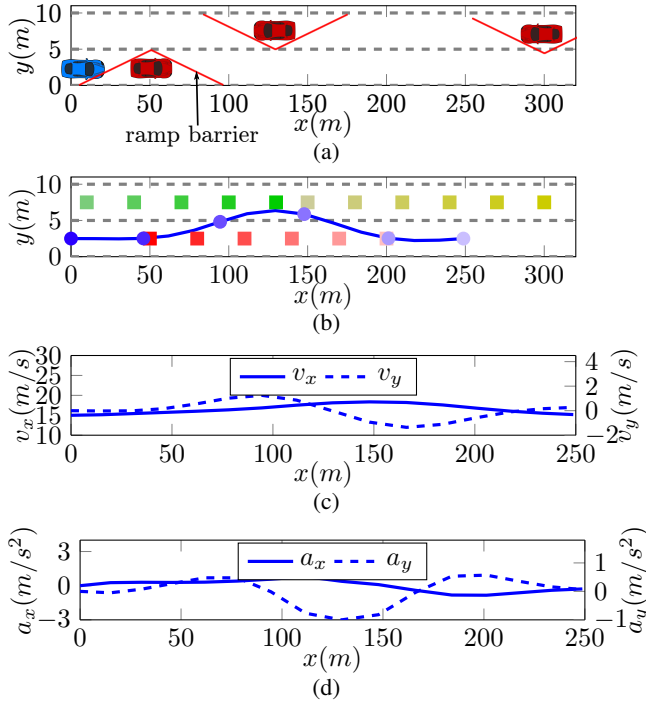 10
5
0
y(m)
0 50 100 150 200 250 300
ramp barrier
x(m)
(a)
10
5
0
y(m)
0 50 100 150 200 250 300
x(m)
(b)
30
25
20
15
10
v_x(m/s)
v_x v_y
4
2
0
−2
v_y(m/s)
0 50 100 150 200 250
x(m)
(c)
3
0
−3
a_x(m/s²)
a_x a_y
1
0
−1
a_y(m/s²)
0 50 100 150 200 250
x(m)
(d)